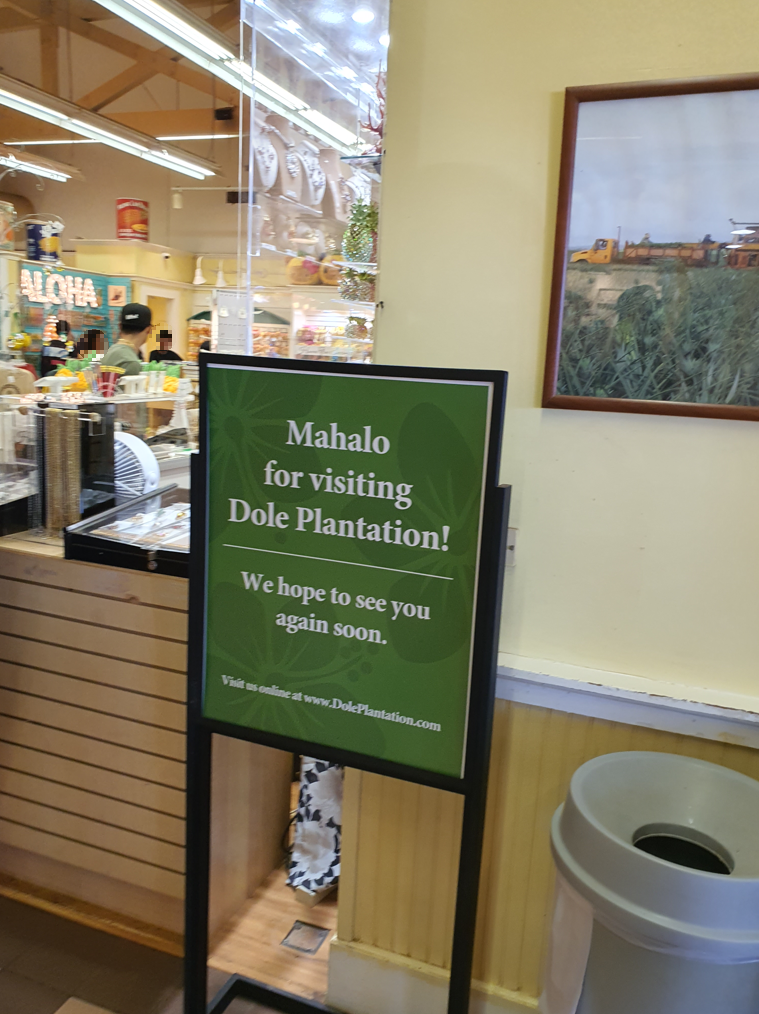 ALOHA
Mahalo
for visiting
Dole Plantation!
We hope to see you
again soon.
Visit us online at www.DolePlantation.com